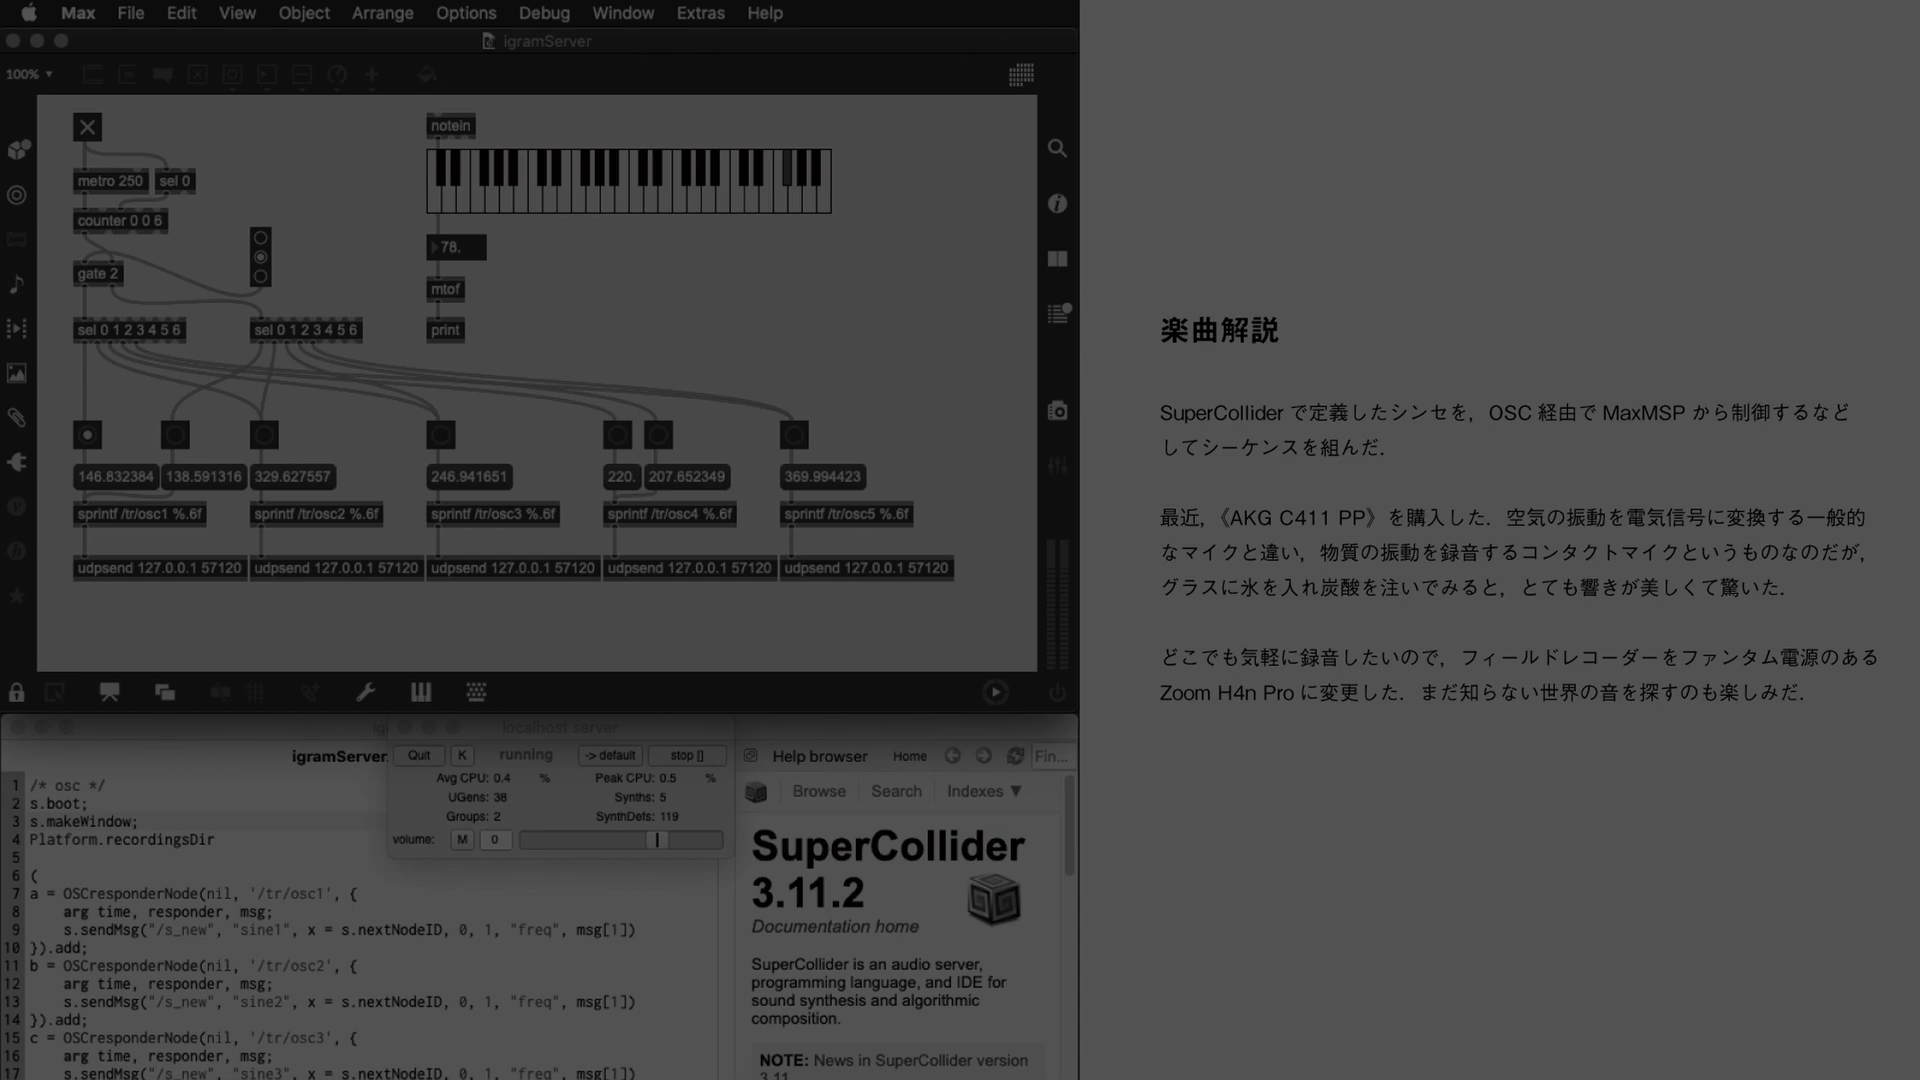 Max File Edit View Object Arrange Options Debug Window Extras Help
igramServer
100%
notein
metro 250 sel 0
counter 0 0 6
78.
gate 2
mtof
sel 0 1 2 3 4 5 6 sel 0 1 2 3 4 5 6 print
146.832384 138.591316 329.627557 246.941651 220. 207.652349 369.994423
sprintf /tr/osc1 %.6f sprintf /tr/osc2 %.6f sprintf /tr/osc3 %.6f sprintf /tr/osc4 %.6f sprintf /tr/osc5 %.6f
udpsend 127.0.0.1 57120 udpsend 127.0.0.1 57120 udpsend 127.0.0.1 57120 udpsend 127.0.0.1 57120 udpsend 127.0.0.1 57120
igramServer.
1 /* osc */
2 s.boot;
3 s.makeWindow;
4 Platform.recordingsDir
5
6 (
7 a = OSCresponderNode(nil, '/tr/osc1', {
8 arg time, responder, msg;
9 s.sendMsg("/s_new", "sine1", x = s.nextNodeID, 0, 1, "freq", msg[1])
10 }).add;
11 b = OSCresponderNode(nil, '/tr/osc2', {
12 arg time, responder, msg;
13 s.sendMsg("/s_new", "sine2", x = s.nextNodeID, 0, 1, "freq", msg[1])
14 }).add;
15 c = OSCresponderNode(nil, '/tr/osc3', {
16 arg time, responder, msg;
17 s.sendMsg("/s_new", "sine3", x = s.nextNodeID, 0, 1, "freq", msg[1])
localhost server
Quit K running -> default stop []
Avg CPU: 0.4 % Peak CPU: 0.5 %
UGens: 38 Synths: 5
Groups: 2 SynthDefs: 119
volume: M 0
Help browser Home Fin...
Browse Search Indexes ▼
SuperCollider
3.11.2
Documentation home
SuperCollider is an audio server,
programming language, and IDE for
sound synthesis and algorithmic
composition.
NOTE: News in SuperCollider version
3.11
楽曲解説
SuperCollider で定義したシンセを，OSC 経由で MaxMSP から制御するなど
してシーケンスを組んだ．
最近，《AKG C411 PP》を購入した．空気の振動を電気信号に変換する一般的
なマイクと違い，物質の振動を録音するコンタクトマイクというものなのだが，
グラスに氷を入れ炭酸を注いでみると，とても響きが美しくて驚いた．
どこでも気軽に録音したいので，フィールドレコーダーをファンタム電源のある
Zoom H4n Pro に変更した．まだ知らない世界の音を探すのも楽しみだ．